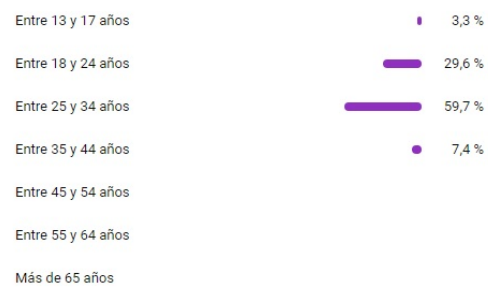 Entre 13 y 17 años 3,3 %
Entre 18 y 24 años 29,6 %
Entre 25 y 34 años 59,7 %
Entre 35 y 44 años 7,4 %
Entre 45 y 54 años
Entre 55 y 64 años
Más de 65 años